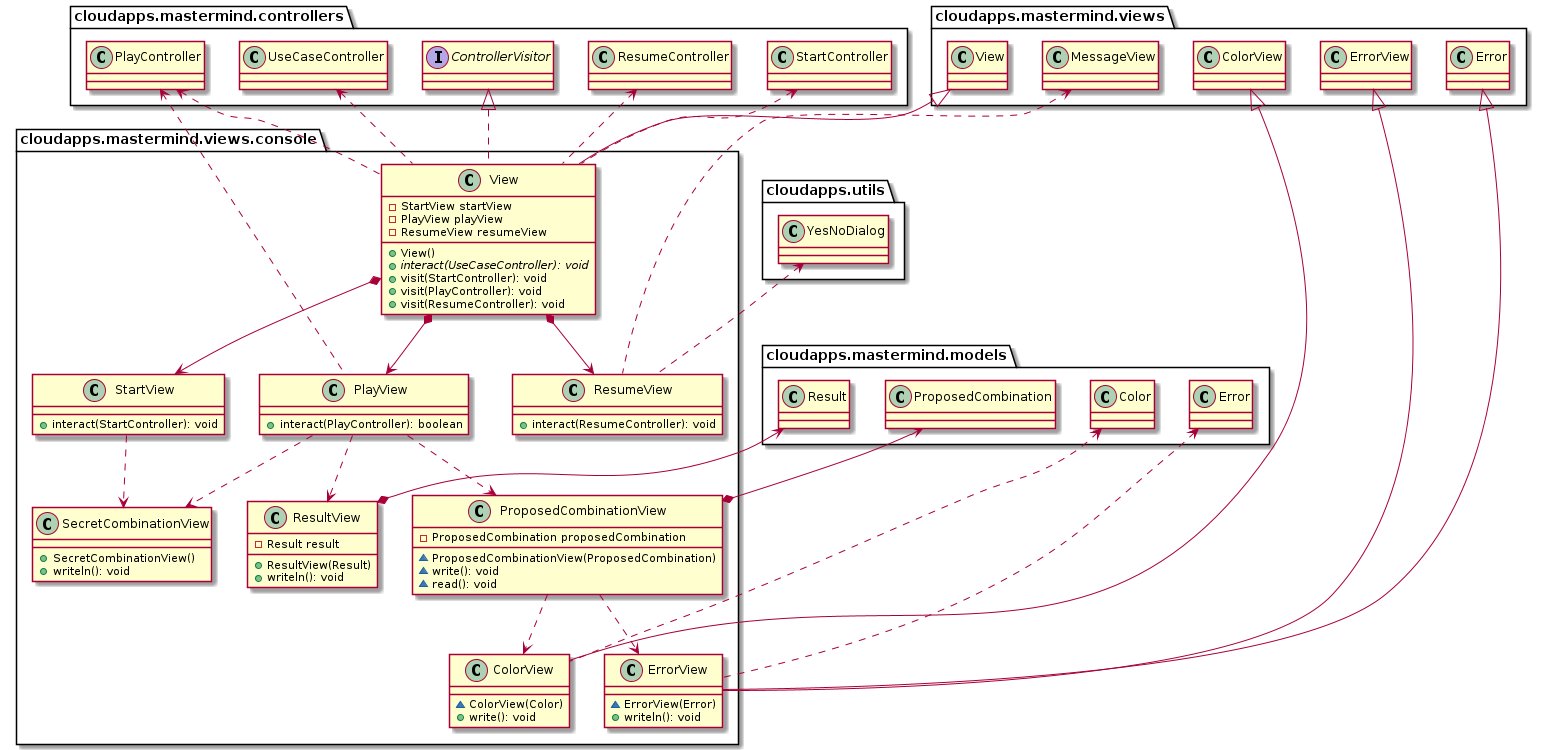 cloudapps.mastermind.controllers
PlayController
UseCaseController
ControllerVisitor
ResumeController
StartController
cloudapps.mastermind.views
View
MessageView
ColorView
ErrorView
Error
cloudapps.mastermind.views.console
View
StartView startView
PlayView playView
ResumeView resumeView
View()
interact(UseCaseController): void
visit(StartController): void
visit(PlayController): void
visit(ResumeController): void
cloudapps.utils
YesNoDialog
StartView
interact(StartController): void
PlayView
interact(PlayController): boolean
ResumeView
interact(ResumeController): void
cloudapps.mastermind.models
Result
ProposedCombination
Color
Error
SecretCombinationView
SecretCombinationView()
writeln(): void
ResultView
Result result
ResultView(Result)
writeln(): void
ProposedCombinationView
ProposedCombination proposedCombination
ProposedCombinationView(ProposedCombination)
write(): void
read(): void
ColorView
ColorView(Color)
write(): void
ErrorView
ErrorView(Error)
writeln(): void